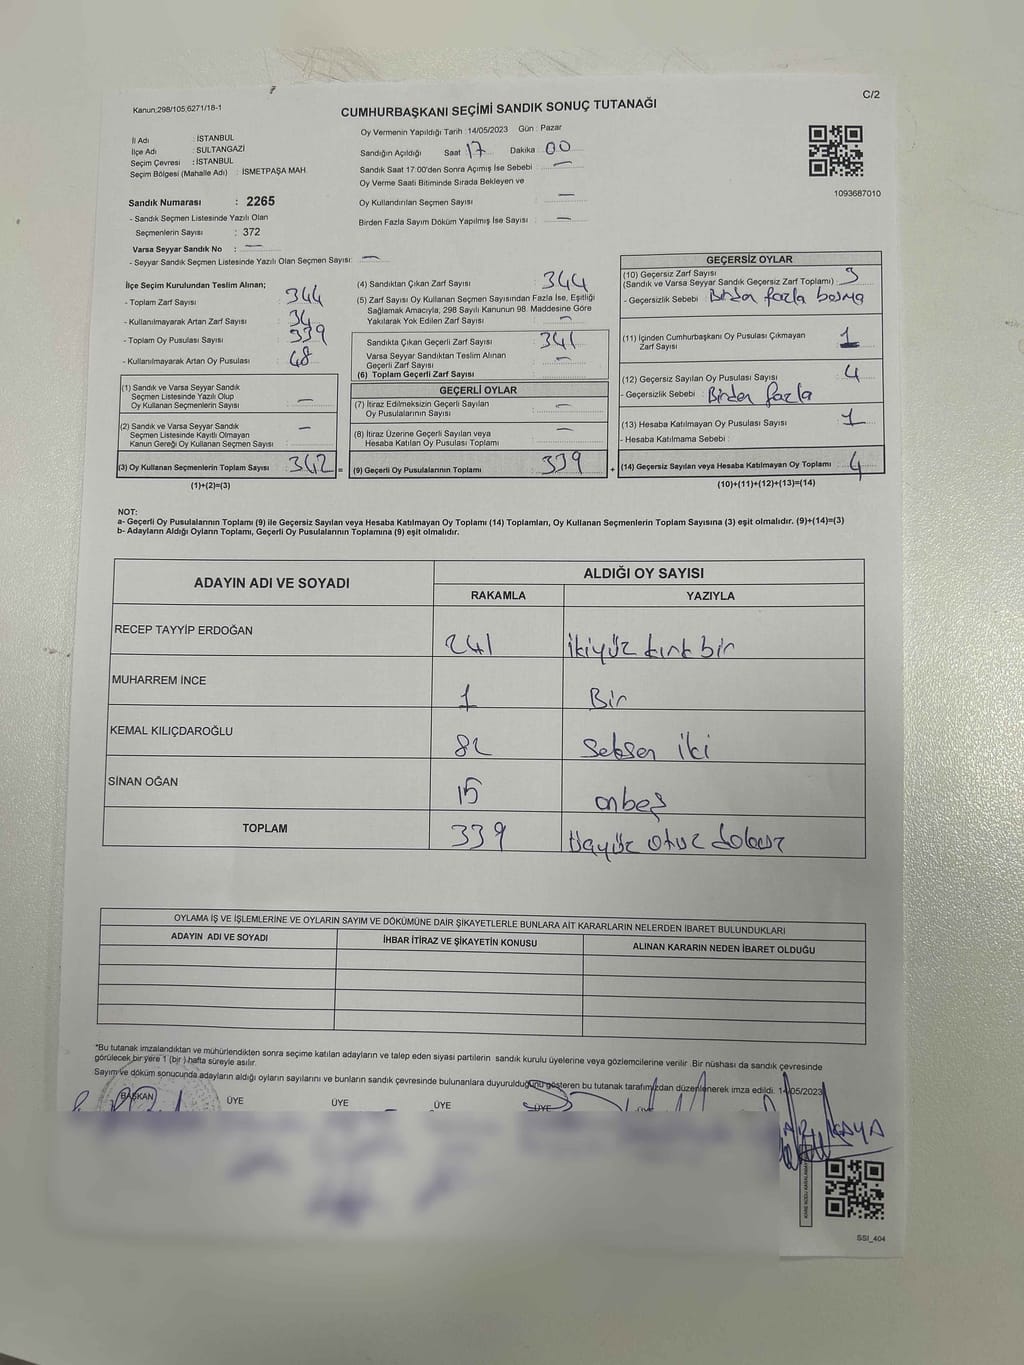 Kanun;298/105;6271/18-1
C/2
CUMHURBAŞKANI SEÇİMİ SANDIK SONUÇ TUTANAĞI
İl Adı : İSTANBUL
İlçe Adı : SULTANGAZİ
Seçim Çevresi : İSTANBUL
Seçim Bölgesi (Mahalle Adı) : İSMETPAŞA MAH.
Sandık Numarası : 2265
- Sandık Seçmen Listesinde Yazılı Olan
Seçmenlerin Sayısı : 372
Varsa Seyyar Sandık No : —
- Seyyar Sandık Seçmen Listesinde Yazılı Olan Seçmen Sayısı: —
Oy Vermenin Yapıldığı Tarih :14/05/2023 Gün : Pazar
Sandığın Açıldığı Saat 17 Dakika 00
Sandık Saat 17:00'den Sonra Açılmış İse Sebebi —
Oy Verme Saati Bitiminde Sırada Bekleyen ve
Oy Kullandırılan Seçmen Sayısı —
Birden Fazla Sayım Döküm Yapılmış İse Sayısı —
1093687010
İlçe Seçim Kurulundan Teslim Alınan;
- Toplam Zarf Sayısı 344
- Kullanılmayarak Artan Zarf Sayısı 34
- Toplam Oy Pusulası Sayısı 339
- Kullanılmayarak Artan Oy Pusulası 48
(1) Sandık ve Varsa Seyyar Sandık
Seçmen Listesinde Yazılı Olup
Oy Kullanan Seçmenlerin Sayısı —
(2) Sandık ve Varsa Seyyar Sandık
Seçmen Listesinde Kayıtlı Olmayan
Kanun Gereği Oy Kullanan Seçmen Sayısı —
(3) Oy Kullanan Seçmenlerin Toplam Sayısı 342 =
(1)+(2)=(3)
(4) Sandıktan Çıkan Zarf Sayısı 344
(5) Zarf Sayısı Oy Kullanan Seçmen Sayısından Fazla İse, Eşitliği
Sağlamak Amacıyla, 298 Sayılı Kanunun 98. Maddesine Göre
Yakılarak Yok Edilen Zarf Sayısı —
Sandıkta Çıkan Geçerli Zarf Sayısı 341
Varsa Seyyar Sandıktan Teslim Alınan
Geçerli Zarf Sayısı —
(6) Toplam Geçerli Zarf Sayısı
GEÇERLİ OYLAR
(7) İtiraz Edilmeksizin Geçerli Sayılan
Oy Pusulalarının Sayısı —
(8) İtiraz Üzerine Geçerli Sayılan veya
Hesaba Katılan Oy Pusulası Toplamı —
(9) Geçerli Oy Pusulalarının Toplamı 339 +
GEÇERSİZ OYLAR
(10) Geçersiz Zarf Sayısı
(Sandık ve Varsa Seyyar Sandık Geçersiz Zarf Toplamı) : 3
- Geçersizlik Sebebi : Birden fazla basma
(11) İçinden Cumhurbaşkanı Oy Pusulası Çıkmayan
Zarf Sayısı 1
(12) Geçersiz Sayılan Oy Pusulası Sayısı 4
- Geçersizlik Sebebi : Birden fazla
(13) Hesaba Katılmayan Oy Pusulası Sayısı 1
- Hesaba Katılmama Sebebi :
(14) Geçersiz Sayılan veya Hesaba Katılmayan Oy Toplamı 4
(10)+(11)+(12)+(13)=(14)
NOT:
a- Geçerli Oy Pusulalarının Toplamı (9) ile Geçersiz Sayılan veya Hesaba Katılmayan Oy Toplamı (14) Toplamları, Oy Kullanan Seçmenlerin Toplam Sayısına (3) eşit olmalıdır. (9)+(14)=(3)
b- Adayların Aldığı Oyların Toplamı, Geçerli Oy Pusulalarının Toplamına (9) eşit olmalıdır.
ADAYIN ADI VE SOYADI
ALDIĞI OY SAYISI
RAKAMLA YAZIYLA
RECEP TAYYİP ERDOĞAN 241 ikiyüz kırk bir
MUHARREM İNCE 1 Bir
KEMAL KILIÇDAROĞLU 82 Seksen iki
SİNAN OĞAN 15 onbeş
TOPLAM 339 Üçyüz otuz dokuz
OYLAMA İŞ VE İŞLEMLERİNE VE OYLARIN SAYIM VE DÖKÜMÜNE DAİR ŞİKAYETLERLE BUNLARA AİT KARARLARIN NELERDEN İBARET BULUNDUKLARI
ADAYIN ADI VE SOYADI İHBAR İTİRAZ VE ŞİKAYETİN KONUSU ALINAN KARARIN NEDEN İBARET OLDUĞU
*Bu tutanak imzalandıktan ve mühürlendikten sonra seçime katılan adayların ve talep eden siyasi partilerin sandık kurulu üyelerine veya gözlemcilerine verilir. Bir nüshası da sandık çevresinde
görülecek bir yere 1 (bir ) hafta süreyle asılır.
Sayım ve döküm sonucunda adayların aldığı oyların sayılarını ve bunların sandık çevresinde bulunanlara duyurulduğunu gösteren bu tutanak tarafımızdan düzenlenerek imza edildi. 14/05/2023
BAŞKAN ÜYE ÜYE ÜYE ÜYE
KAYA
SSI_404